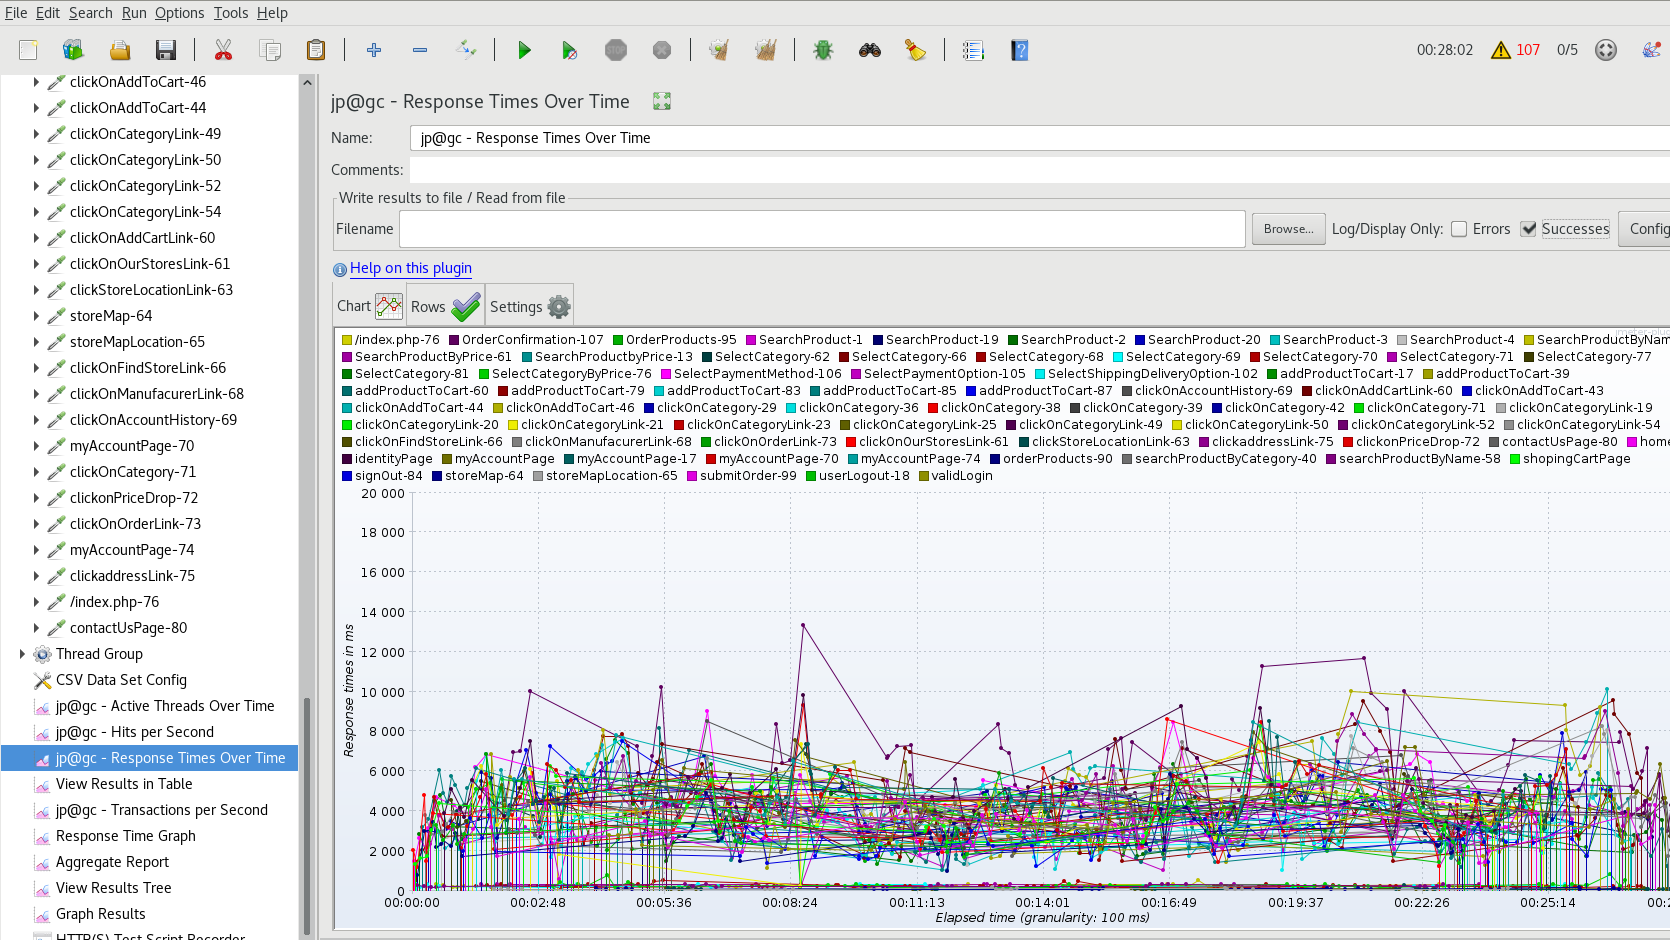 File Edit Search Run Options Tools Help
00:28:02 107 0/5
clickOnAddToCart-46
clickOnAddToCart-44
clickOnCategoryLink-49
clickOnCategoryLink-50
clickOnCategoryLink-52
clickOnCategoryLink-54
clickOnAddCartLink-60
clickOnOurStoresLink-61
clickStoreLocationLink-63
storeMap-64
storeMapLocation-65
clickOnFindStoreLink-66
clickOnManufacurerLink-68
clickOnAccountHistory-69
myAccountPage-70
clickOnCategory-71
clickonPriceDrop-72
clickOnOrderLink-73
myAccountPage-74
clickaddressLink-75
/index.php-76
contactUsPage-80
Thread Group
CSV Data Set Config
jp@gc - Active Threads Over Time
jp@gc - Hits per Second
jp@gc - Response Times Over Time
View Results in Table
jp@gc - Transactions per Second
Response Time Graph
Aggregate Report
View Results Tree
Graph Results
HTTP(S) Test Script Recorder
jp@gc - Response Times Over Time
Name: jp@gc - Response Times Over Time
Comments:
Write results to file / Read from file
Filename Browse... Log/Display Only: Errors Successes Config
Help on this plugin
Chart Rows Settings
jmeter-plu
/index.php-76 OrderConfirmation-107 OrderProducts-95 SearchProduct-1 SearchProduct-19 SearchProduct-2 SearchProduct-20 SearchProduct-3 SearchProduct-4 SearchProductByNam
SearchProductByPrice-61 SearchProductbyPrice-13 SelectCategory-62 SelectCategory-66 SelectCategory-68 SelectCategory-69 SelectCategory-70 SelectCategory-71 SelectCategory-77
SelectCategory-81 SelectCategoryByPrice-76 SelectPaymentMethod-106 SelectPaymentOption-105 SelectShippingDeliveryOption-102 addProductToCart-17 addProductToCart-39
addProductToCart-60 addProductToCart-79 addProductToCart-83 addProductToCart-85 addProductToCart-87 clickOnAccountHistory-69 clickOnAddCartLink-60 clickOnAddToCart-43
clickOnAddToCart-44 clickOnAddToCart-46 clickOnCategory-29 clickOnCategory-36 clickOnCategory-38 clickOnCategory-39 clickOnCategory-42 clickOnCategory-71 clickOnCategoryLink-19
clickOnCategoryLink-20 clickOnCategoryLink-21 clickOnCategoryLink-23 clickOnCategoryLink-25 clickOnCategoryLink-49 clickOnCategoryLink-50 clickOnCategoryLink-52 clickOnCategoryLink-54
clickOnFindStoreLink-66 clickOnManufacurerLink-68 clickOnOrderLink-73 clickOnOurStoresLink-61 clickStoreLocationLink-63 clickaddressLink-75 clickonPriceDrop-72 contactUsPage-80 home
identityPage myAccountPage myAccountPage-17 myAccountPage-70 myAccountPage-74 orderProducts-90 searchProductByCategory-40 searchProductByName-58 shopingCartPage
signOut-84 storeMap-64 storeMapLocation-65 submitOrder-99 userLogout-18 validLogin
20 000
18 000
16 000
14 000
12 000
10 000
8 000
6 000
4 000
2 000
0
Response times in ms
00:00:00 00:02:48 00:05:36 00:08:24 00:11:13 00:14:01 00:16:49 00:19:37 00:22:26 00:25:14 00:2
Elapsed time (granularity: 100 ms)